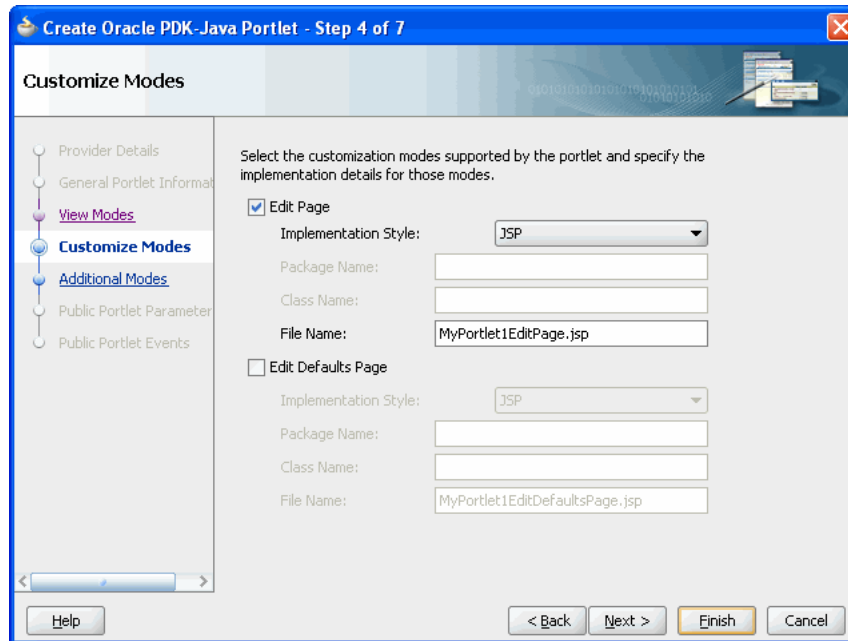 Create Oracle PDK-Java Portlet - Step 4 of 7
Customize Modes
Provider Details
General Portlet Informat
View Modes
Customize Modes
Additional Modes
Public Portlet Parameter
Public Portlet Events
Select the customization modes supported by the portlet and specify the
implementation details for those modes.
Edit Page
Implementation Style: JSP
Package Name:
Class Name:
File Name: MyPortlet1EditPage.jsp
Edit Defaults Page
Implementation Style: JSP
Package Name:
Class Name:
File Name: MyPortlet1EditDefaultsPage.jsp
Help < Back Next > Finish Cancel